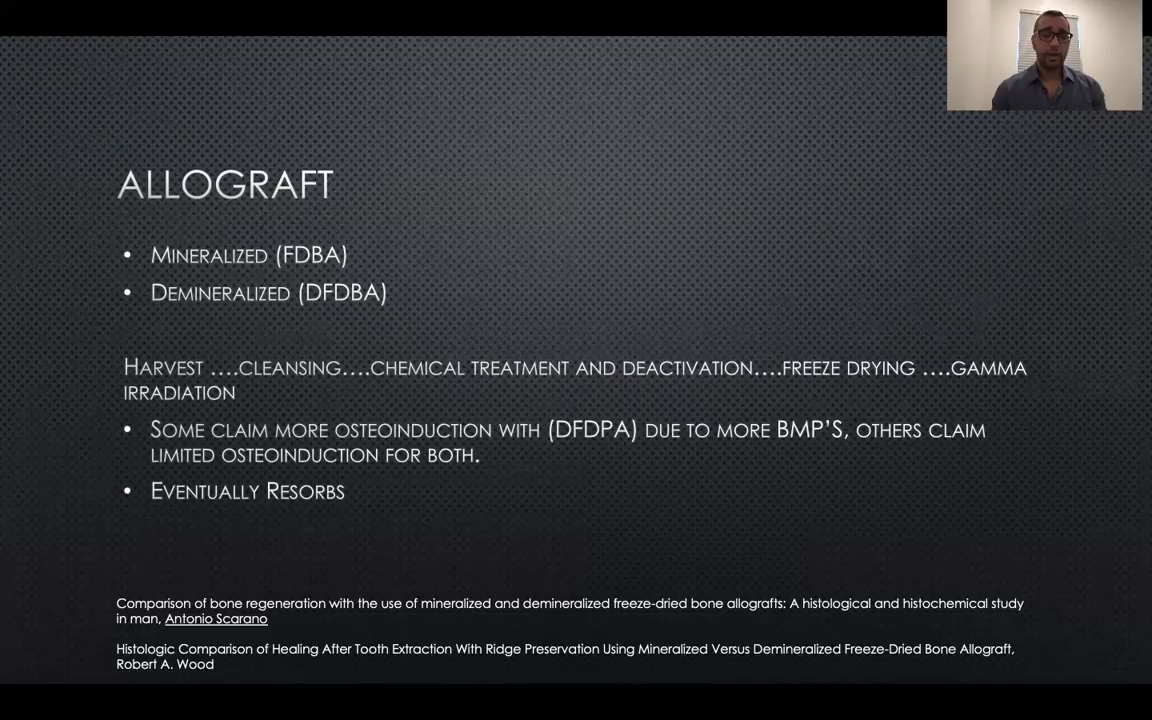 ALLOGRAFT
• MINERALIZED (FDBA)
• DEMINERALIZED (DFDBA)
HARVEST ....CLEANSING....CHEMICAL TREATMENT AND DEACTIVATION....FREEZE DRYING ....GAMMA
IRRADIATION
• SOME CLAIM MORE OSTEOINDUCTION WITH (DFDPA) DUE TO MORE BMP'S, OTHERS CLAIM
LIMITED OSTEOINDUCTION FOR BOTH.
• EVENTUALLY RESORBS
Comparison of bone regeneration with the use of mineralized and demineralized freeze-dried bone allografts: A histological and histochemical study
in man, Antonio Scarano
Histologic Comparison of Healing After Tooth Extraction With Ridge Preservation Using Mineralized Versus Demineralized Freeze-Dried Bone Allograft,
Robert A. Wood